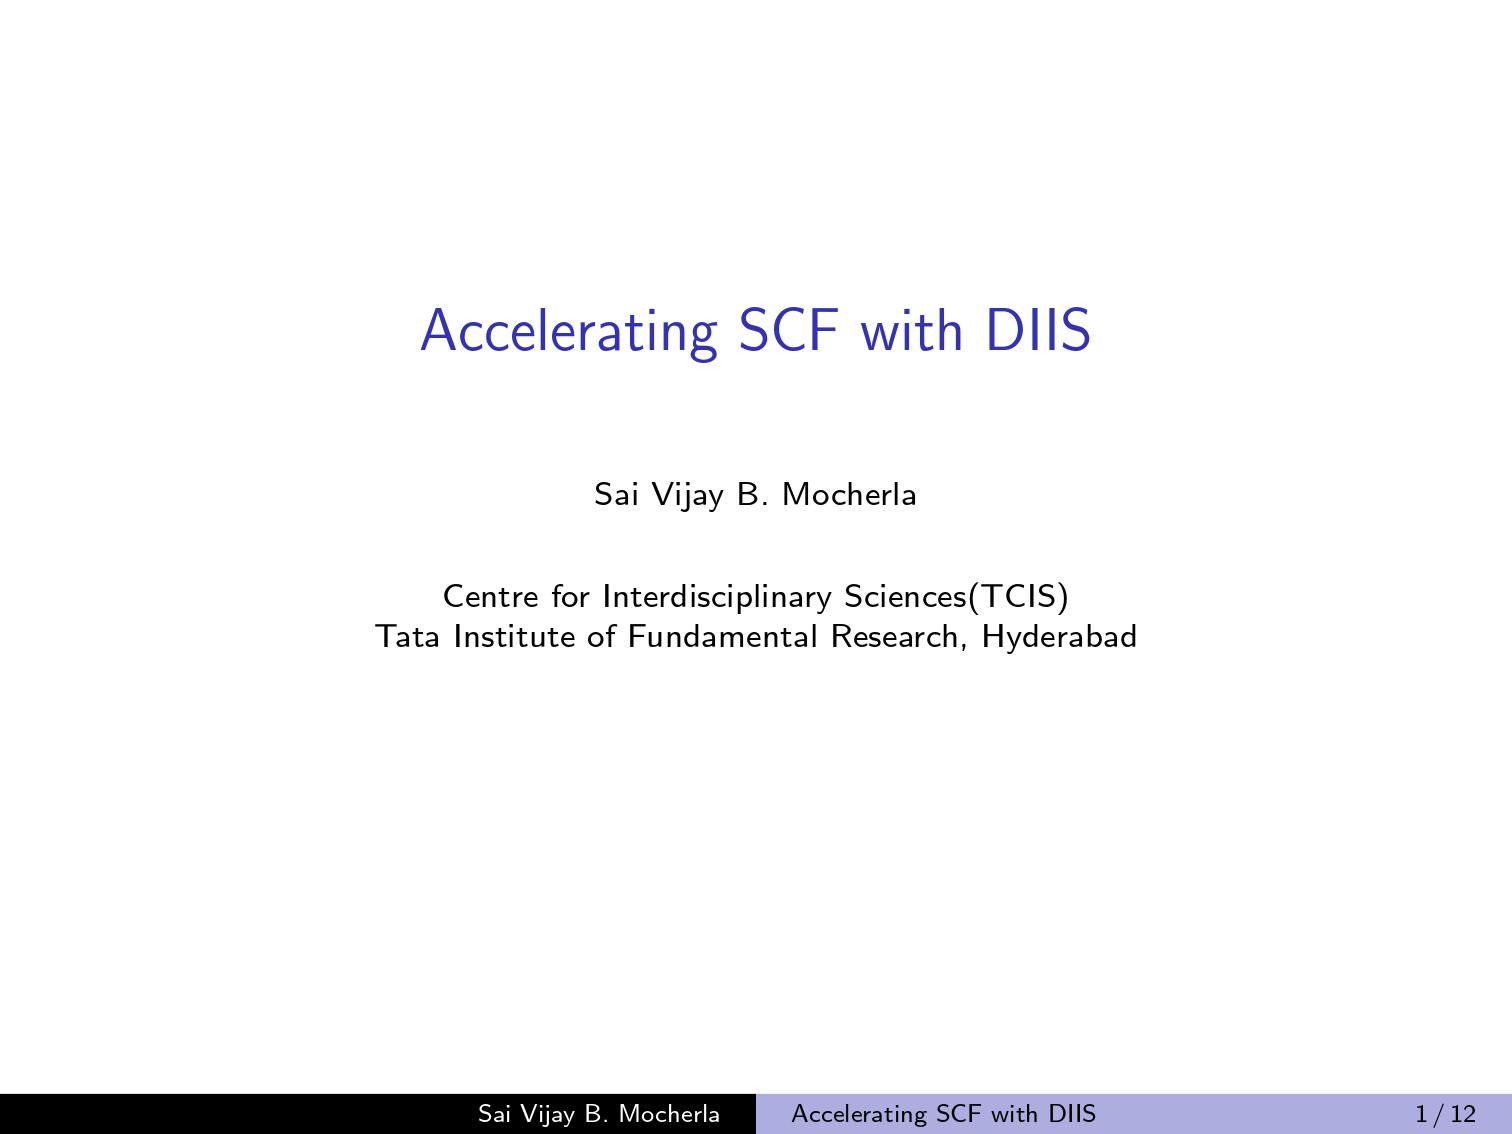 Accelerating SCF with DIIS
Sai Vijay B. Mocherla
Centre for Interdisciplinary Sciences(TCIS)
Tata Institute of Fundamental Research, Hyderabad
Sai Vijay B. Mocherla
Accelerating SCF with DIIS
1 / 12